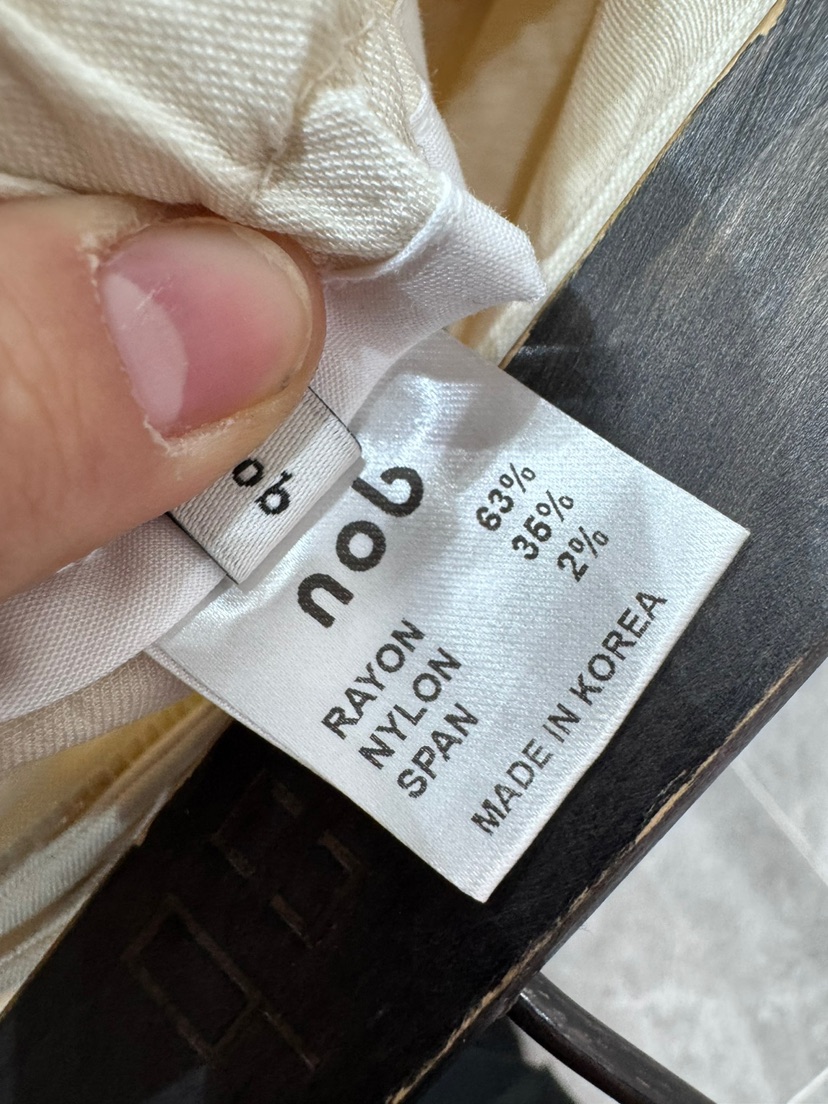 nob
RAYON 63%
NYLON 35%
SPAN 2%
MADE IN KOREA